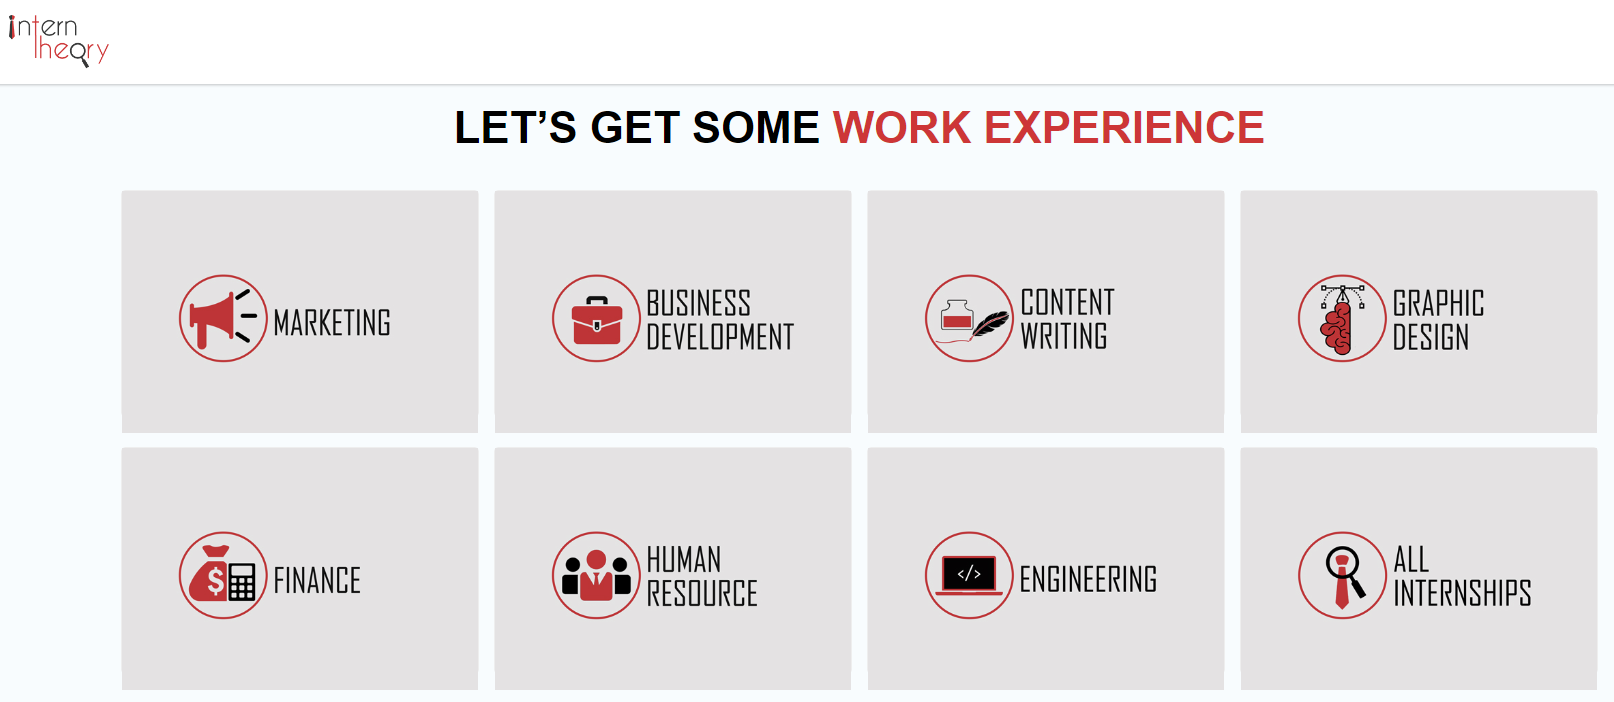 intern
Theory
LET’S GET SOME WORK EXPERIENCE
MARKETING
BUSINESS
DEVELOPMENT
CONTENT
WRITING
GRAPHIC
DESIGN
$
FINANCE
HUMAN
RESOURCE
</>
ENGINEERING
ALL
INTERNSHIPS